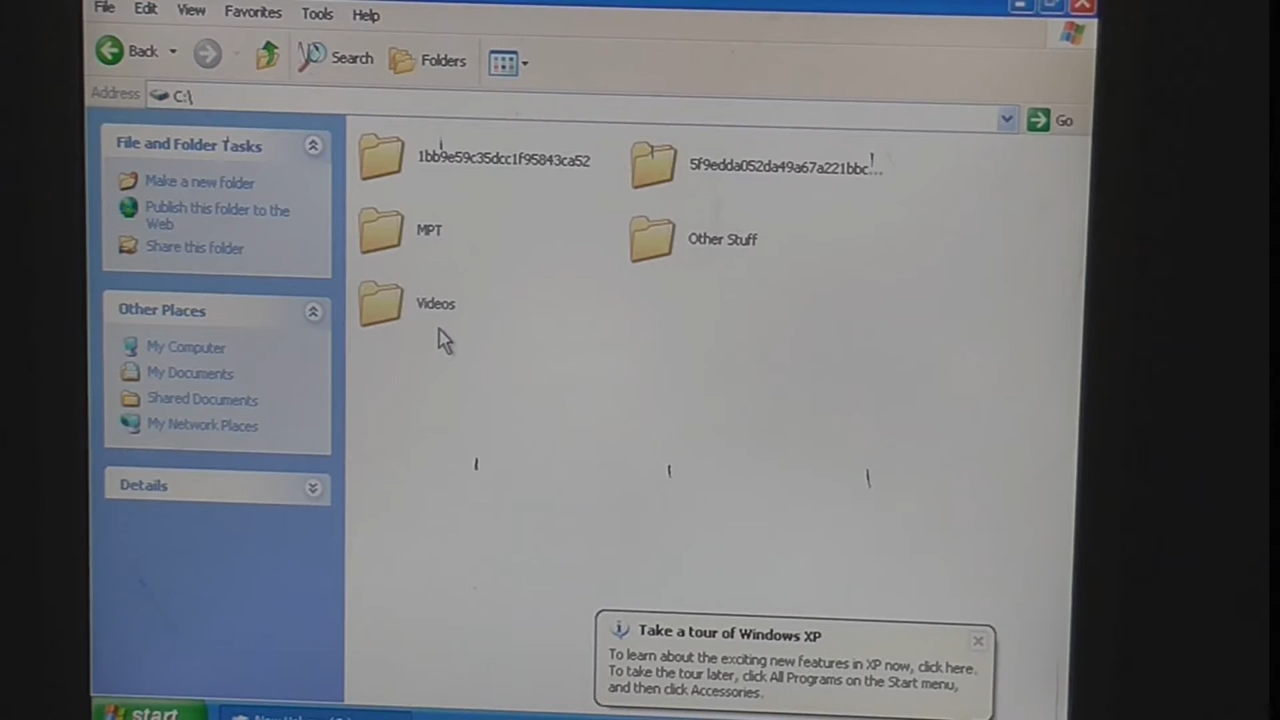 File Edit View Favorites Tools Help
Back Search Folders
Address C:\ Go
File and Folder Tasks
Make a new folder
Publish this folder to the
Web
Share this folder
Other Places
My Computer
My Documents
Shared Documents
My Network Places
Details
1bb9e59c35dcc1f95843ca52
5f9edda052da49a67a221bbc...
MPT
Other Stuff
Videos
Take a tour of Windows XP
To learn about the exciting new features in XP now, click here.
To take the tour later, click All Programs on the Start menu,
and then click Accessories.
start